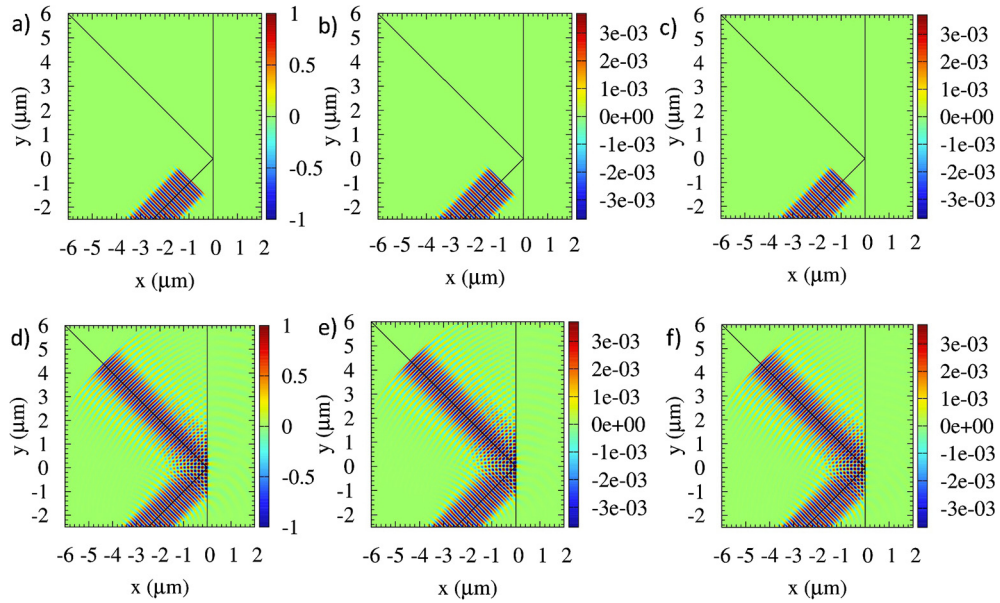 a)
y (μm)
6
5
4
3
2
1
0
-1
-2
-6 -5 -4 -3 -2 -1 0 1 2
x (μm)
1
0.5
0
-0.5
-1
b)
y (μm)
6
5
4
3
2
1
0
-1
-2
-6 -5 -4 -3 -2 -1 0 1 2
x (μm)
3e-03
2e-03
1e-03
0e+00
-1e-03
-2e-03
-3e-03
c)
y (μm)
6
5
4
3
2
1
0
-1
-2
-6 -5 -4 -3 -2 -1 0 1 2
x (μm)
3e-03
2e-03
1e-03
0e+00
-1e-03
-2e-03
-3e-03
d)
y (μm)
6
5
4
3
2
1
0
-1
-2
-6 -5 -4 -3 -2 -1 0 1 2
x (μm)
1
0.5
0
-0.5
-1
e)
y (μm)
6
5
4
3
2
1
0
-1
-2
-6 -5 -4 -3 -2 -1 0 1 2
x (μm)
3e-03
2e-03
1e-03
0e+00
-1e-03
-2e-03
-3e-03
f)
y (μm)
6
5
4
3
2
1
0
-1
-2
-6 -5 -4 -3 -2 -1 0 1 2
x (μm)
3e-03
2e-03
1e-03
0e+00
-1e-03
-2e-03
-3e-03